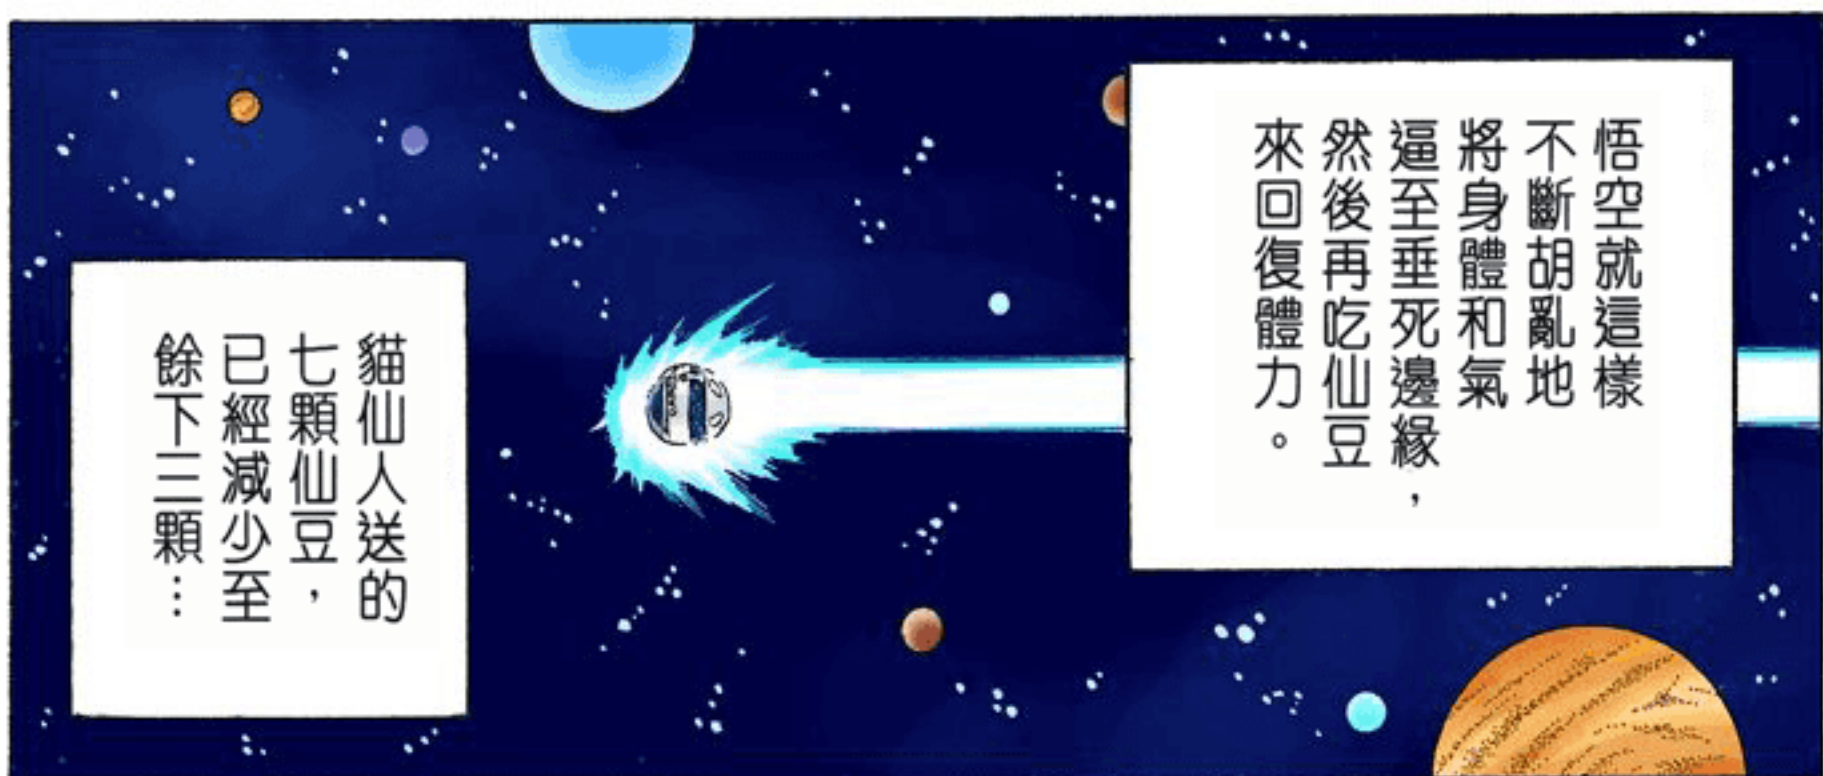 悟空就這樣
不斷胡亂地
將身體和氣
逼至垂死邊緣，
然後再吃仙豆
來回復體力。
貓仙人送的
七顆仙豆，
已經減少至
餘下三顆…